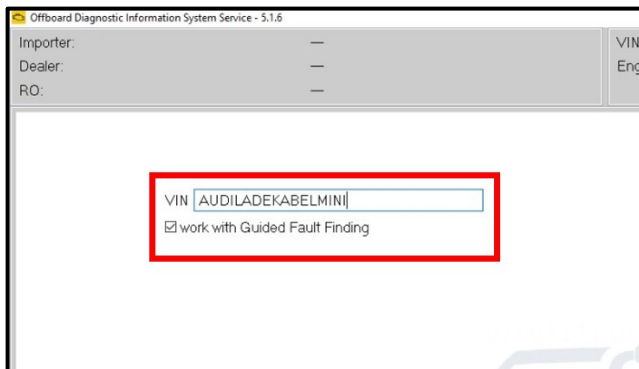 Offboard Diagnostic Information System Service - 5.1.6
Importer: —
VIN
Dealer: —
Eng
RO: —
VIN AUDILADEKABELMINI
☑ work with Guided Fault Finding